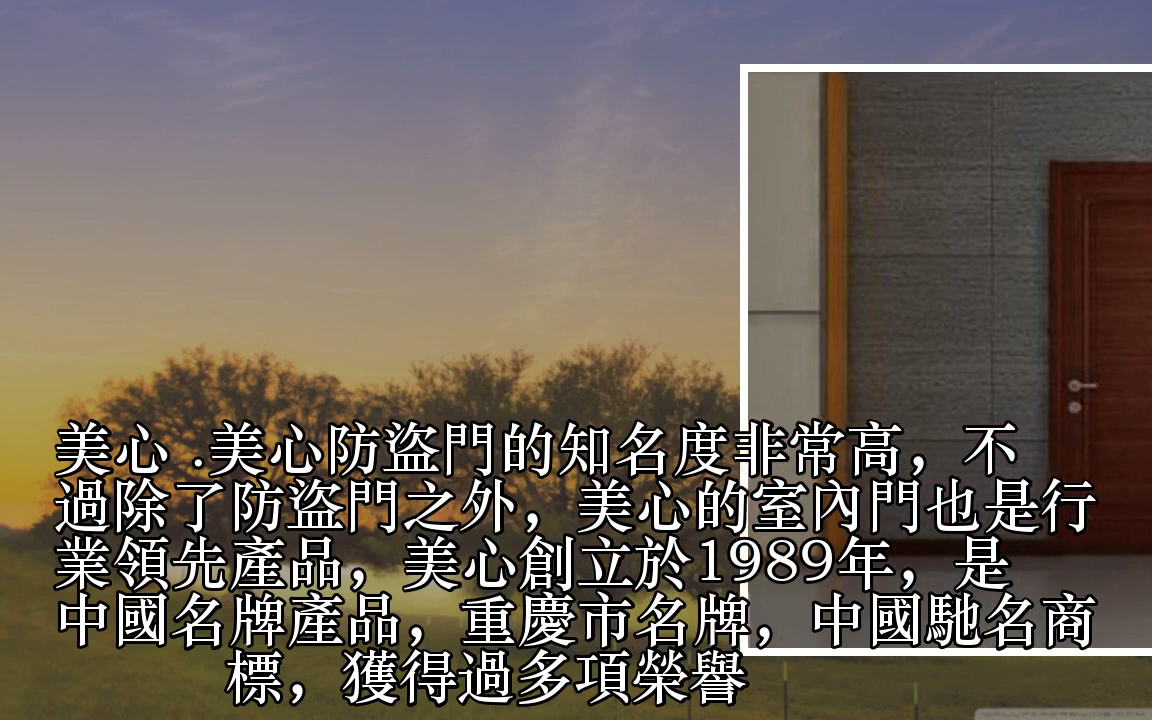 美心 .美心防盜門的知名度非常高，不
過除了防盜門之外，美心的室內門也是行
業領先產品，美心創立於1989年，是
中國名牌產品，重慶市名牌，中國馳名商
標，獲得過多項榮譽